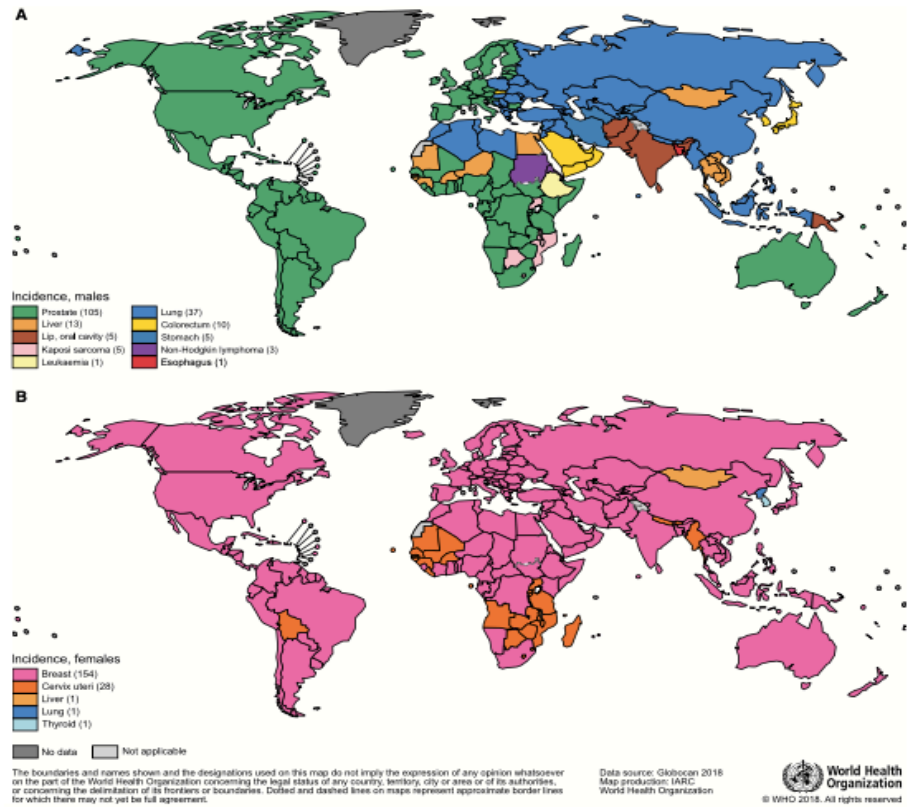 A
Incidence, males
Prostate (105)
Liver (13)
Lip, oral cavity (5)
Kaposi sarcoma (5)
Leukaemia (1)
Lung (37)
Colorectum (10)
Stomach (5)
Non-Hodgkin lymphoma (3)
Esophagus (1)
B
Incidence, females
Breast (154)
Cervix uteri (28)
Liver (1)
Lung (1)
Thyroid (1)
No data
Not applicable
The boundaries and names shown and the designations used on this map do not imply the expression of any opinion whatsoever
on the part of the World Health Organization concerning the legal status of any country, territory, city or area or of its authorities,
or concerning the delimitation of its frontiers or boundaries. Dotted and dashed lines on maps represent approximate border lines
for which there may not yet be full agreement.
Data source: Globocan 2018
Map production: IARC
World Health Organization
World Health
Organization
© WHO 2018. All rights reserved